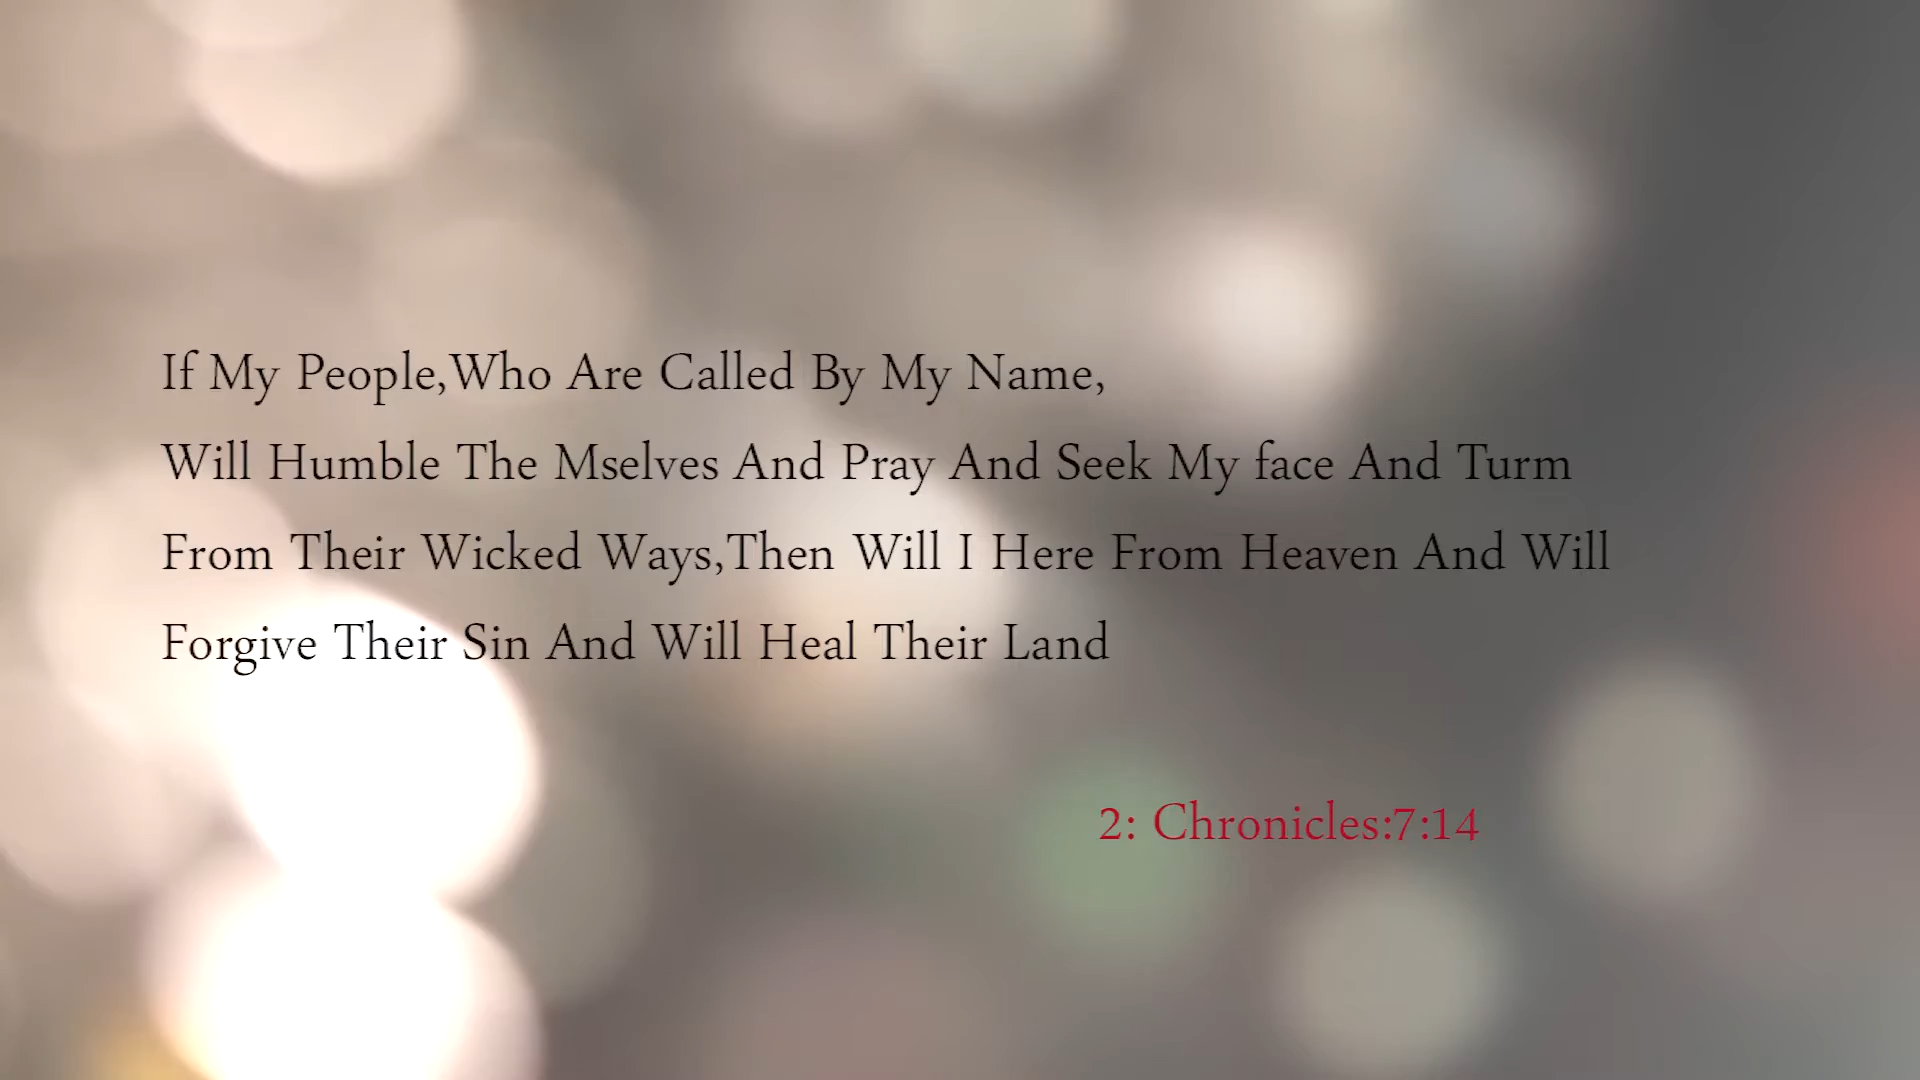 If My People,Who Are Called By My Name,
Will Humble The Mselves And Pray And Seek My face And Turm
From Their Wicked Ways,Then Will I Here From Heaven And Will
Forgive Their Sin And Will Heal Their Land
2: Chronicles:7:14